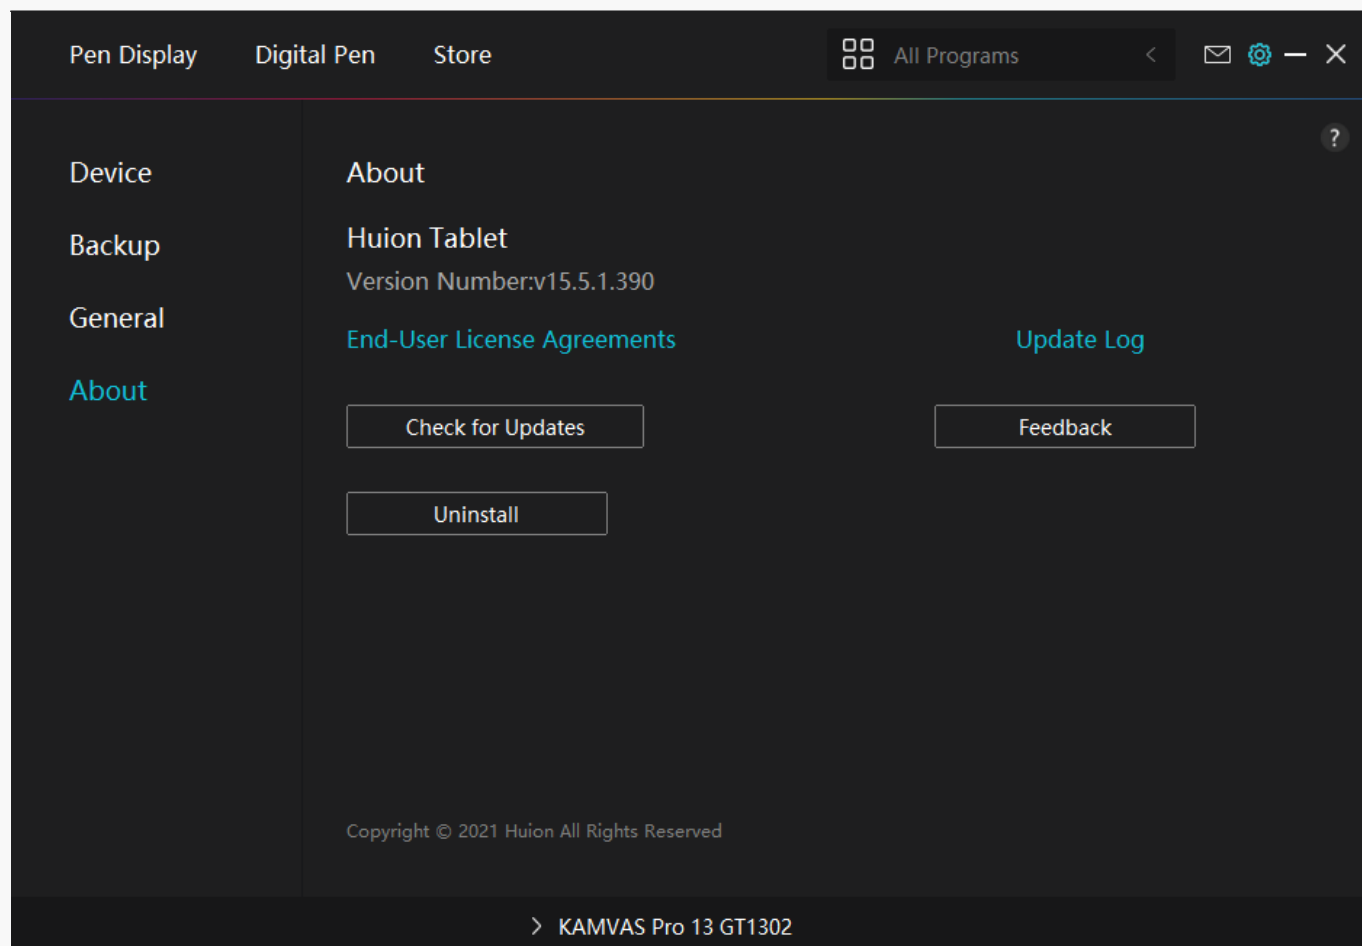 Pen Display Digital Pen Store All Programs
?
Device
Backup
General
About
About
Huion Tablet
Version Number:v15.5.1.390
End-User License Agreements Update Log
Check for Updates Feedback
Uninstall
Copyright © 2021 Huion All Rights Reserved
KAMVAS Pro 13 GT1302